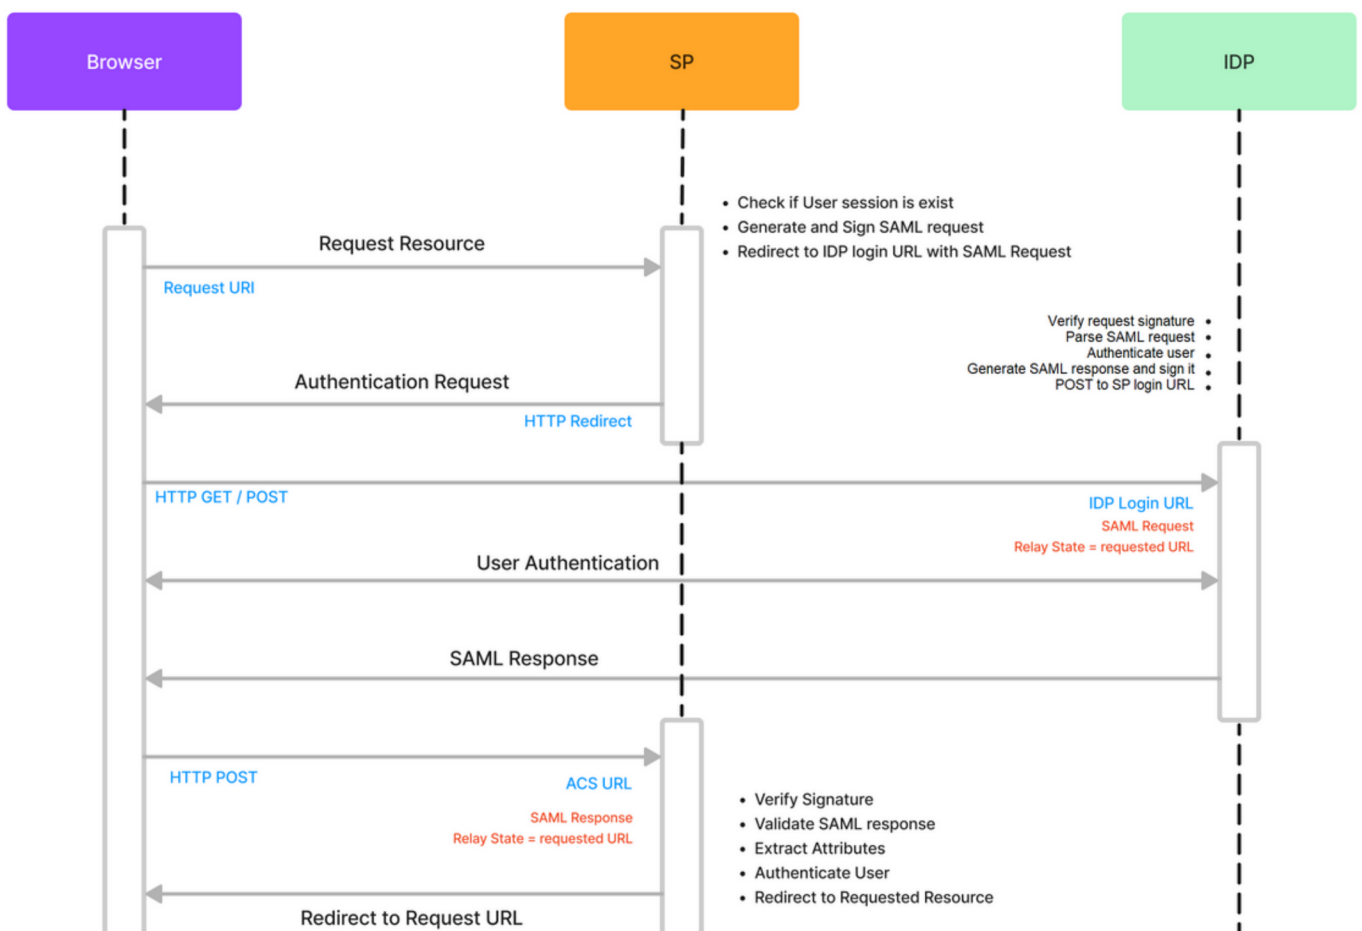 Browser
SP
IDP
• Check if User session is exist
• Generate and Sign SAML request
• Redirect to IDP login URL with SAML Request
Request Resource
Request URI
Verify request signature •
Parse SAML request •
Authenticate user •
Generate SAML response and sign it •
POST to SP login URL •
Authentication Request
HTTP Redirect
HTTP GET / POST
IDP Login URL
SAML Request
Relay State = requested URL
User Authentication
SAML Response
HTTP POST
ACS URL
SAML Response
Relay State = requested URL
• Verify Signature
• Validate SAML response
• Extract Attributes
• Authenticate User
• Redirect to Requested Resource
Redirect to Request URL